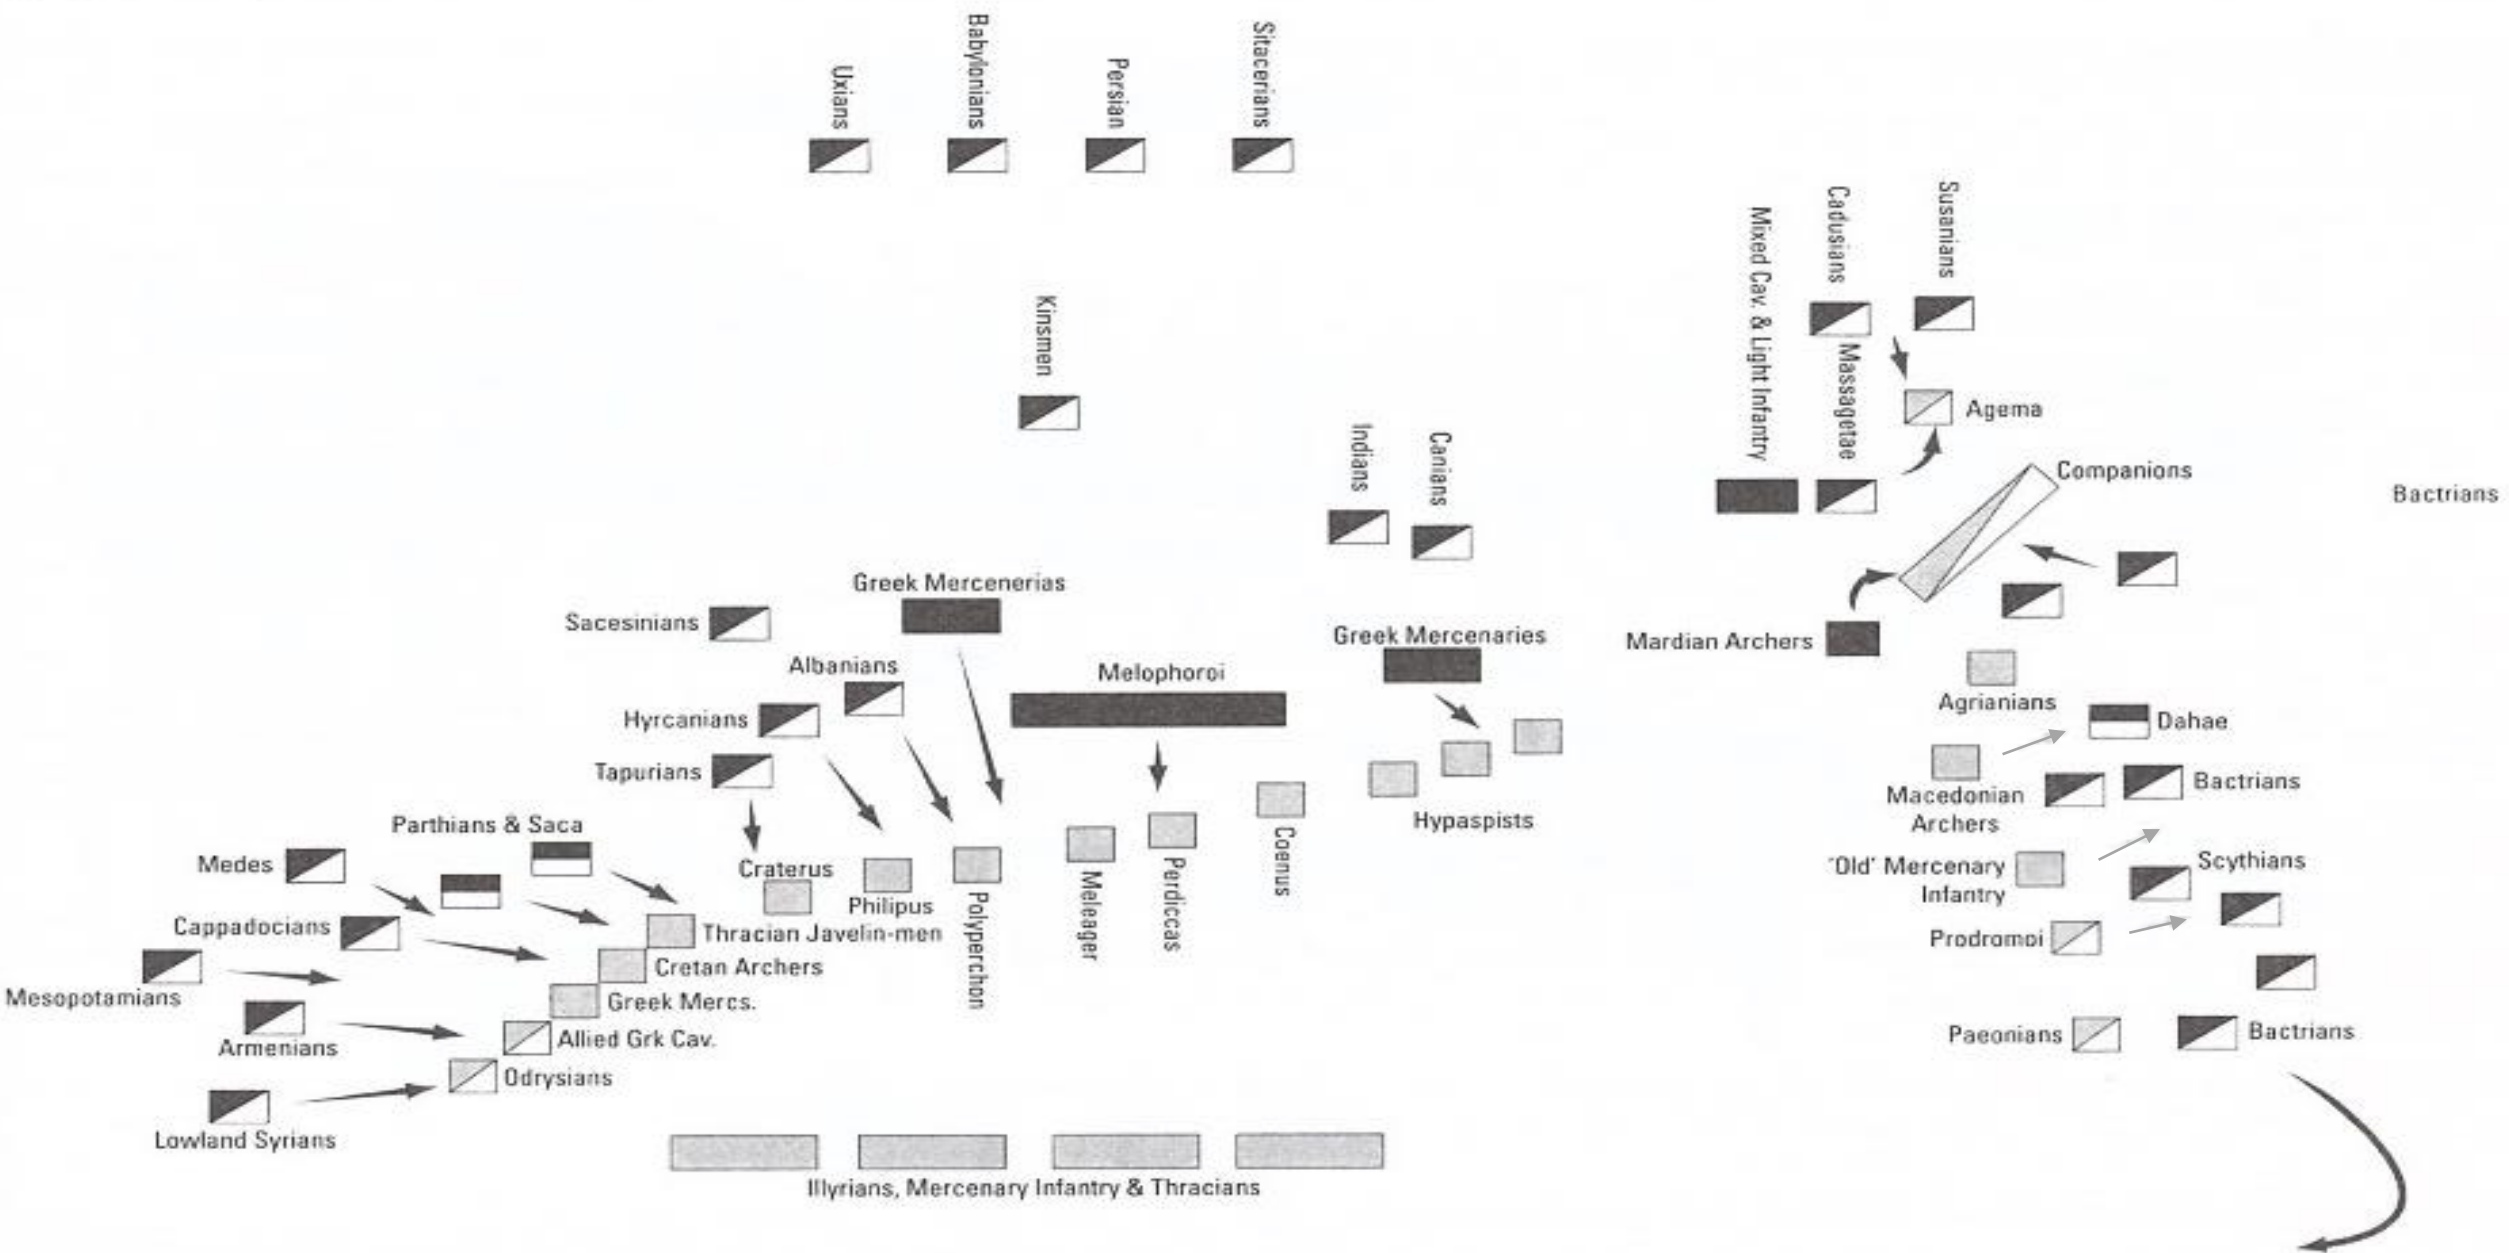 Uxians
Babylonians
Persian
Sitacerians
Kinsmen
Mixed Cav. & Light Infantry
Cadusians
Susanians
Massagetae
Agema
Companions
Bactrians
Indians
Canians
Greek Mercenerias
Sacesinians
Greek Mercenaries
Mardian Archers
Albanians
Melophoroi
Hyrcanians
Agrianians
Dahae
Tapurians
Bactrians
Macedonian
Archers
Hypaspists
Parthians & Saca
Medes
Craterus
Philipus
Polyperchon
Meleager
Perdiccas
Coenus
'Old' Mercenary
Infantry
Scythians
Cappadocians
Thracian Javelin-men
Prodromoi
Cretan Archers
Mesopotamians
Greek Mercs.
Armenians
Allied Grk Cav.
Paeonians
Bactrians
Odrysians
Lowland Syrians
Illyrians, Mercenary Infantry & Thracians